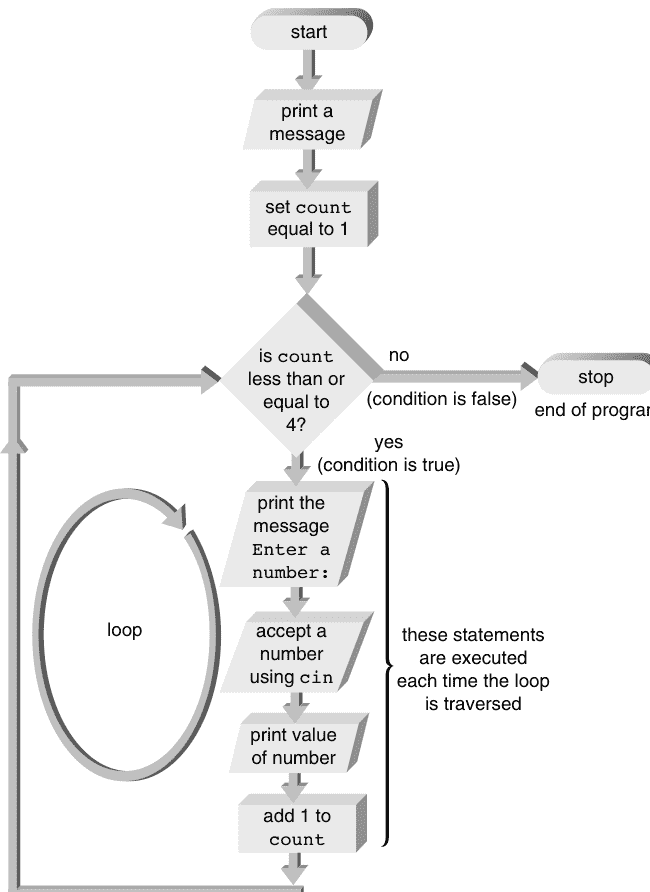 start
print a
message
set count
equal to 1
is count
less than or
equal to
4?
no
(condition is false)
stop
end of program
yes
(condition is true)
print the
message
Enter a
number:
accept a
number
using cin
print value
of number
add 1 to
count
loop
these statements
are executed
each time the loop
is traversed